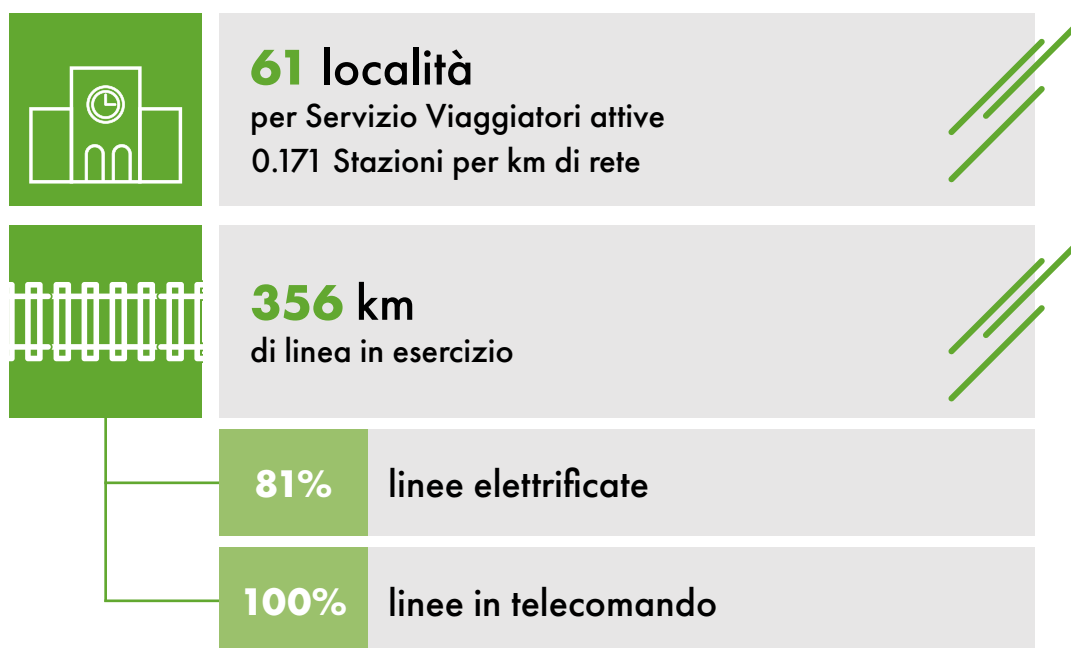 61 località
per Servizio Viaggiatori attive
0.171 Stazioni per km di rete
356 km
di linea in esercizio
81% linee elettrificate
100% linee in telecomando